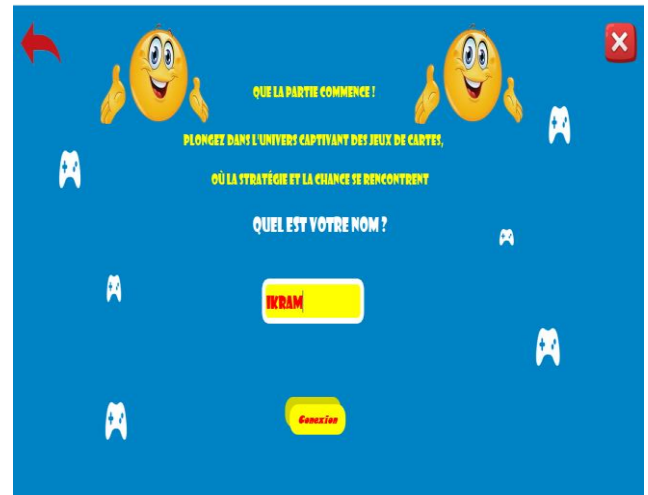 QUE LA PARTIE COMMENCE !
PLONGEZ DANS L'UNIVERS CAPTIVANT DES JEUX DE CARTES,
OÙ LA STRATÉGIE ET LA CHANCE SE RENCONTRENT
QUEL EST VOTRE NOM ?
IKRAM
Conexion